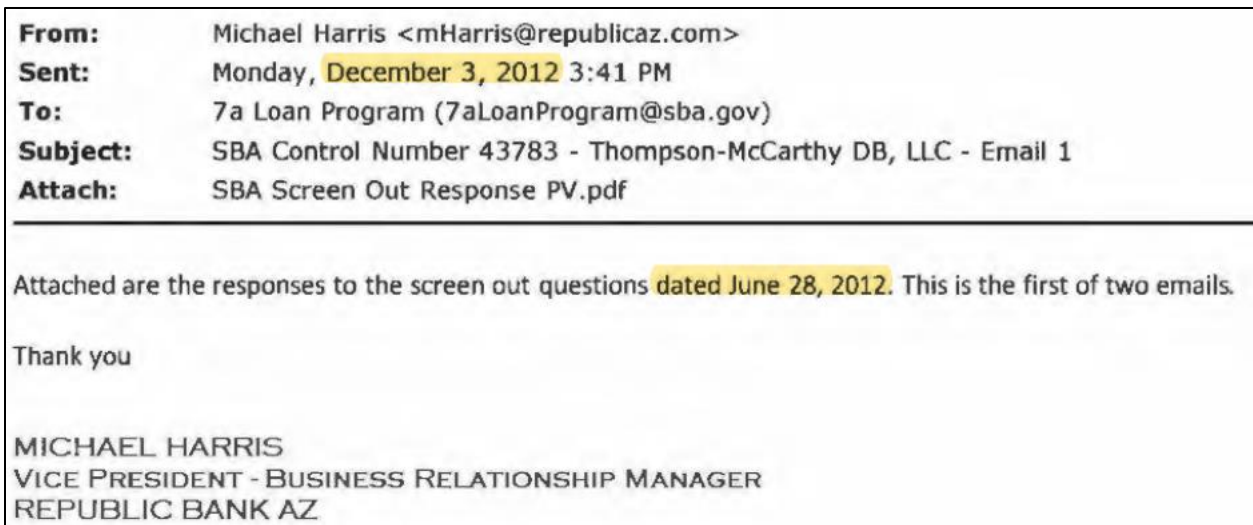 From: Michael Harris <mHarris@republicaz.com>
Sent: Monday, December 3, 2012 3:41 PM
To: 7a Loan Program (7aLoanProgram@sba.gov)
Subject: SBA Control Number 43783 - Thompson-McCarthy DB, LLC - Email 1
Attach: SBA Screen Out Response PV.pdf
Attached are the responses to the screen out questions dated June 28, 2012. This is the first of two emails.
Thank you
MICHAEL HARRIS
VICE PRESIDENT - BUSINESS RELATIONSHIP MANAGER
REPUBLIC BANK AZ